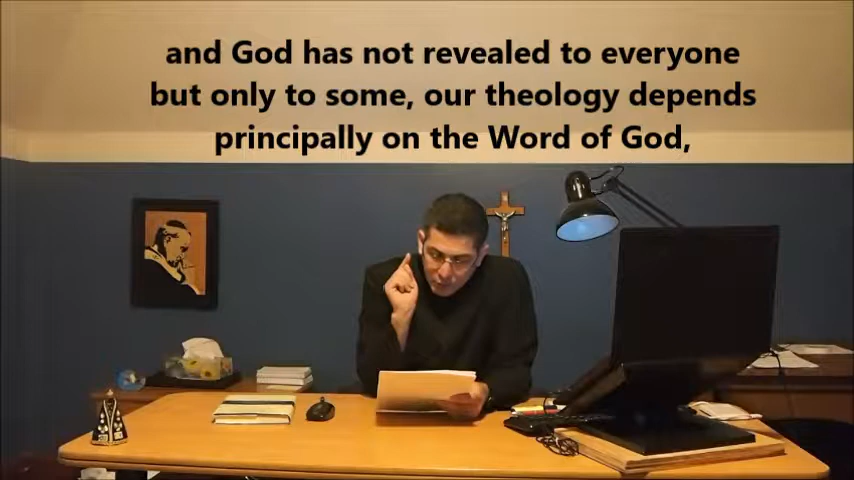 and God has not revealed to everyone
but only to some, our theology depends
principally on the Word of God,